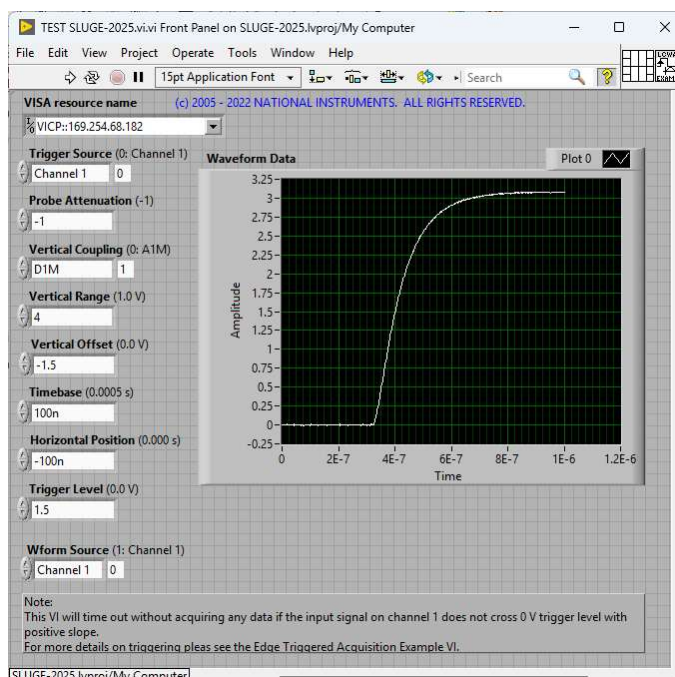 TEST SLUGE-2025.vi.vi Front Panel on SLUGE-2025.lvproj/My Computer
File Edit View Project Operate Tools Window Help
15pt Application Font Search ?
LOWA
EXAM
VISA resource name (c) 2005 - 2022 NATIONAL INSTRUMENTS. ALL RIGHTS RESERVED.
I/O VICP::169.254.68.182
Trigger Source (0: Channel 1)
Channel 1 0
Probe Attenuation (-1)
-1
Vertical Coupling (0: A1M)
D1M 1
Vertical Range (1.0 V)
4
Vertical Offset (0.0 V)
-1.5
Timebase (0.0005 s)
100n
Horizontal Position (0.000 s)
-100n
Trigger Level (0.0 V)
1.5
Wform Source (1: Channel 1)
Channel 1 0
Waveform Data Plot 0
Amplitude
3.25
3
2.75
2.5
2.25
2
1.75
1.5
1.25
1
0.75
0.5
0.25
0
-0.25
0 2E-7 4E-7 6E-7 8E-7 1E-6 1.2E-6
Time
Note:
This VI will time out without acquiring any data if the input signal on channel 1 does not cross 0 V trigger level with
positive slope.
For more details on triggering pleas see the Edge Triggered Acquisition Example VI.
SLUGE-2025.lvproj/My Computer